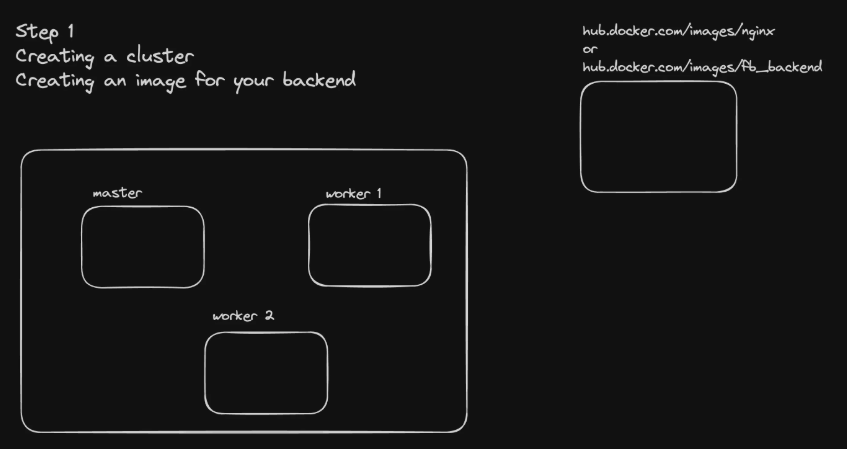 Step 1
Creating a cluster
Creating an image for your backend
hub.docker.com/images/nginx
or
hub.docker.com/images/fb_backend
master
worker 1
worker 2